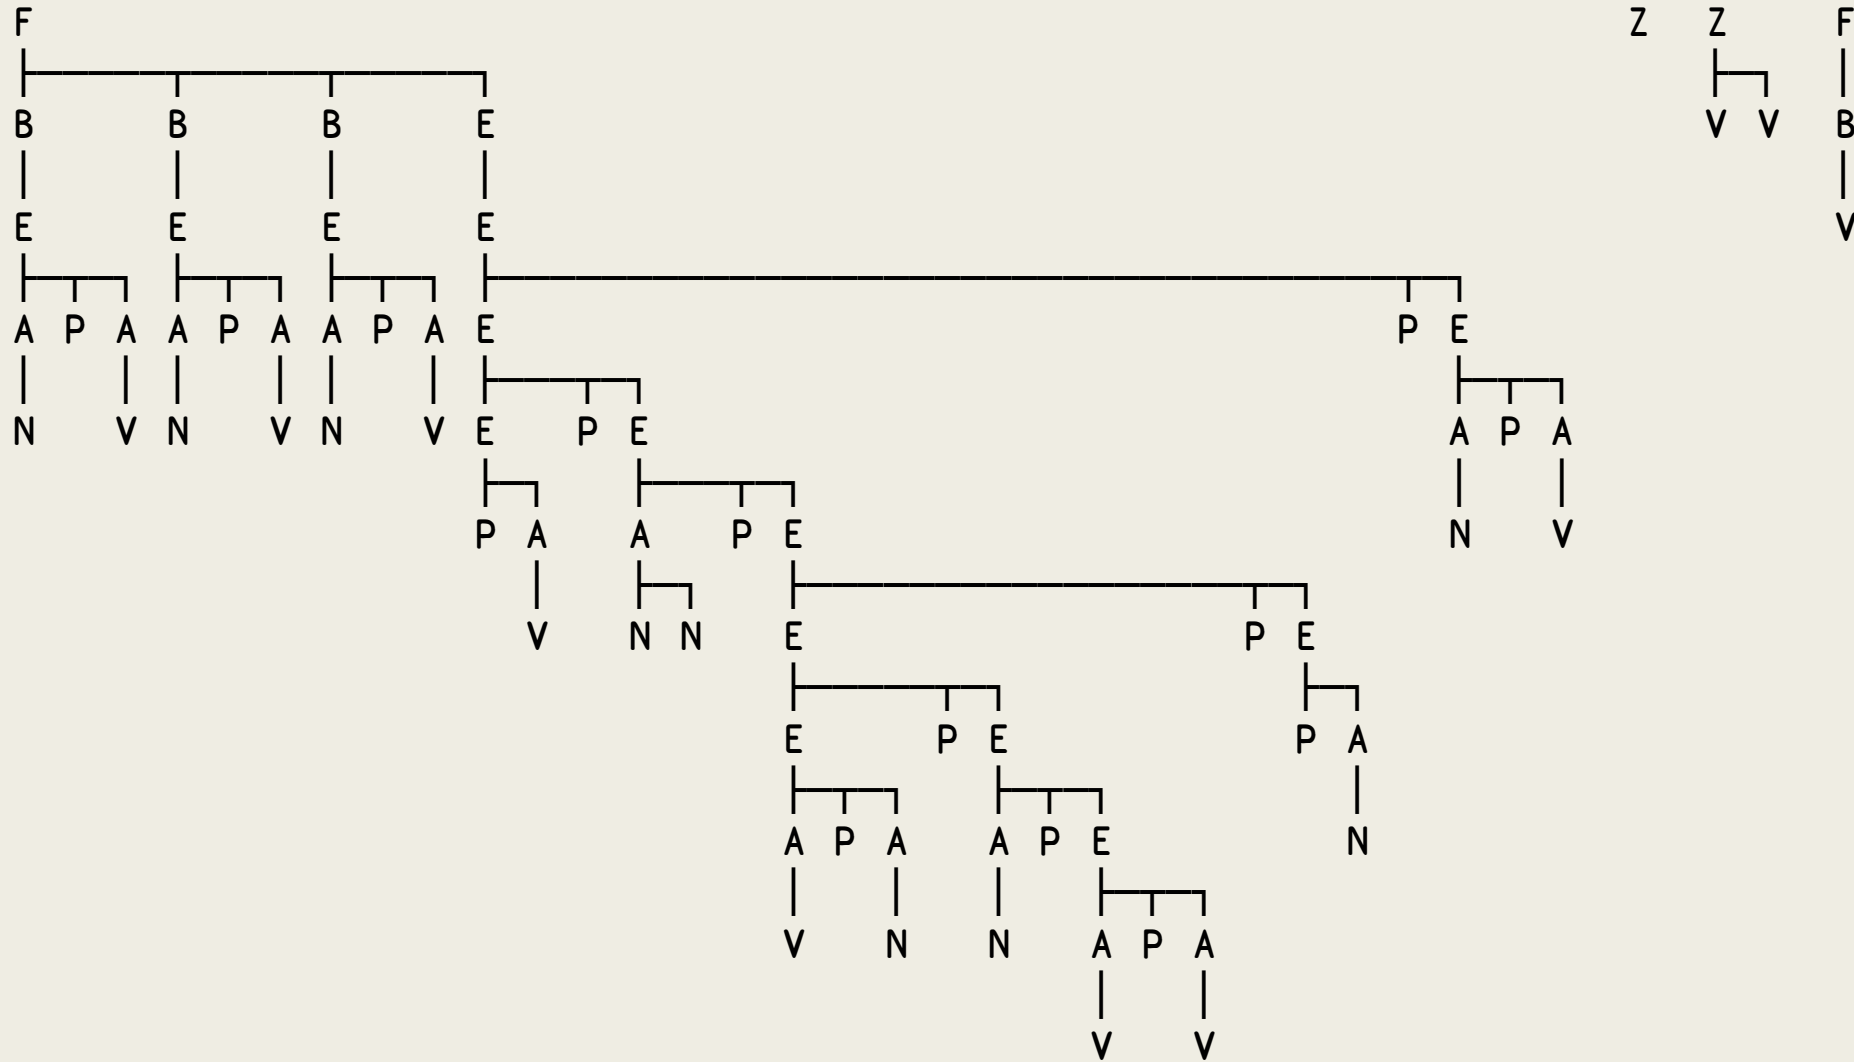 F Z Z F
B B B E V V B
E E E E V
A P A A P A A P A E P E
N V N V N V E P E A P A
P A A P E N V
V N N E P E
E P E P A
A P A A P E N
V N N A P A
V V